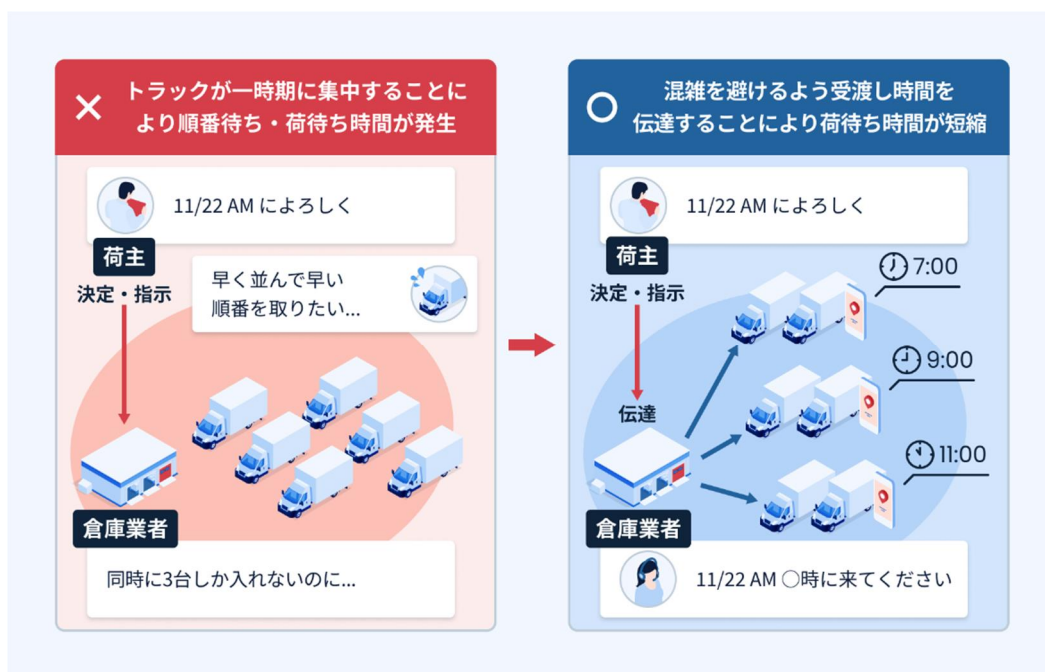 ×
トラックが一時期に集中することに
より順番待ち・荷待ち時間が発生
11/22 AM によろしく
荷主
決定・指示
早く並んで早い
順番を取りたい...
倉庫業者
同時に3台しか入れないのに...
○
混雑を避けるよう受渡し時間を
伝達することにより荷待ち時間が短縮
11/22 AM によろしく
荷主
決定・指示
伝達
7:00
9:00
11:00
倉庫業者
11/22 AM ○時に来てください